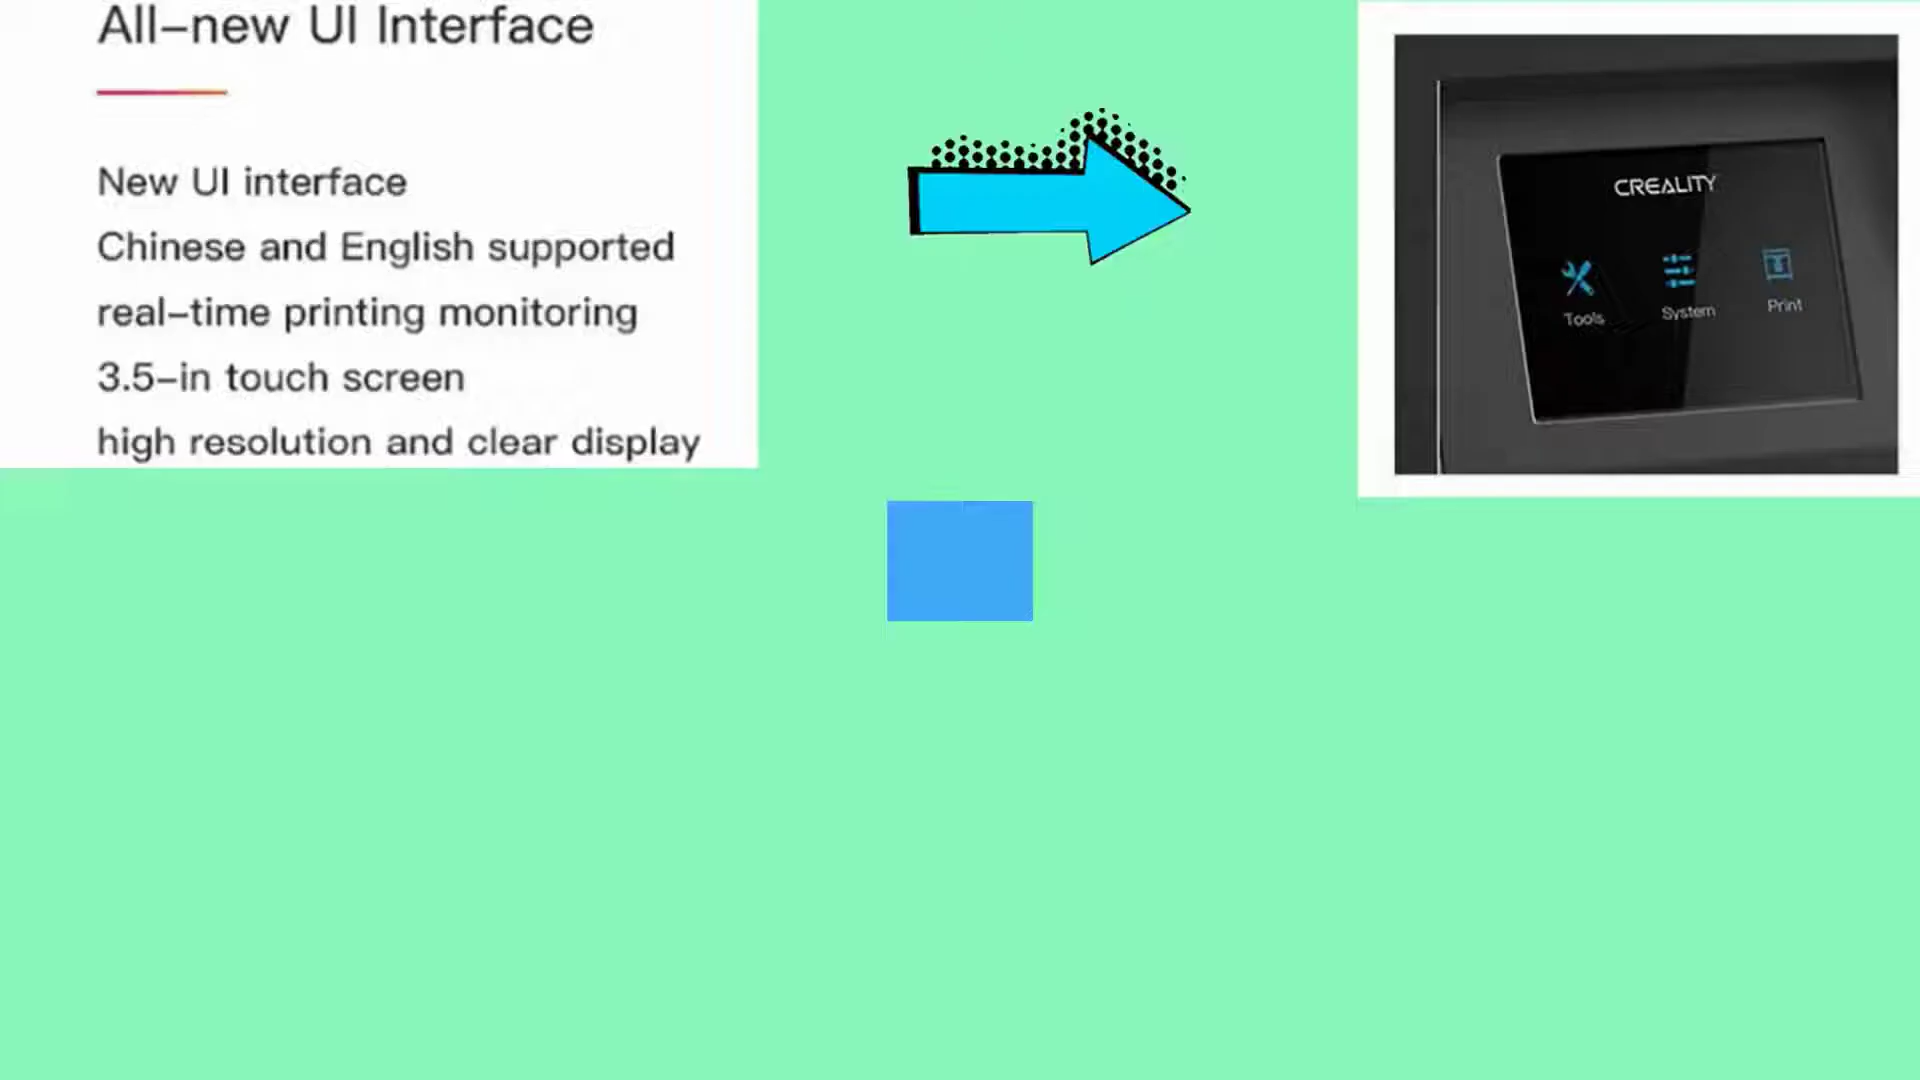 All-new UI Interface
New UI interface
Chinese and English supported
real-time printing monitoring
3.5-in touch screen
high resolution and clear display
CREALITY
Tools
System
Print